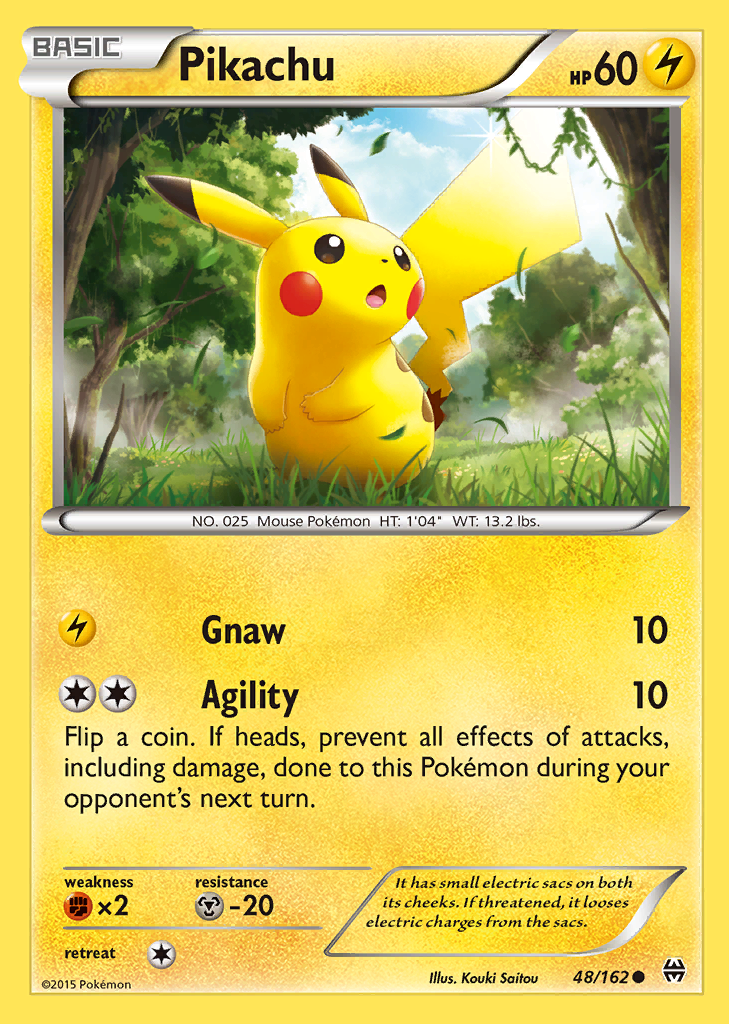 BASIC
Pikachu
HP60
NO. 025 Mouse Pokémon HT: 1'04" WT: 13.2 lbs.
Gnaw 10
Agility 10
Flip a coin. If heads, prevent all effects of attacks,
including damage, done to this Pokémon during your
opponent's next turn.
weakness resistance
×2 -20
It has small electric sacs on both
its cheeks. If threatened, it looses
electric charges from the sacs.
retreat
©2015 Pokémon
Illus. Kouki Saitou 48/162